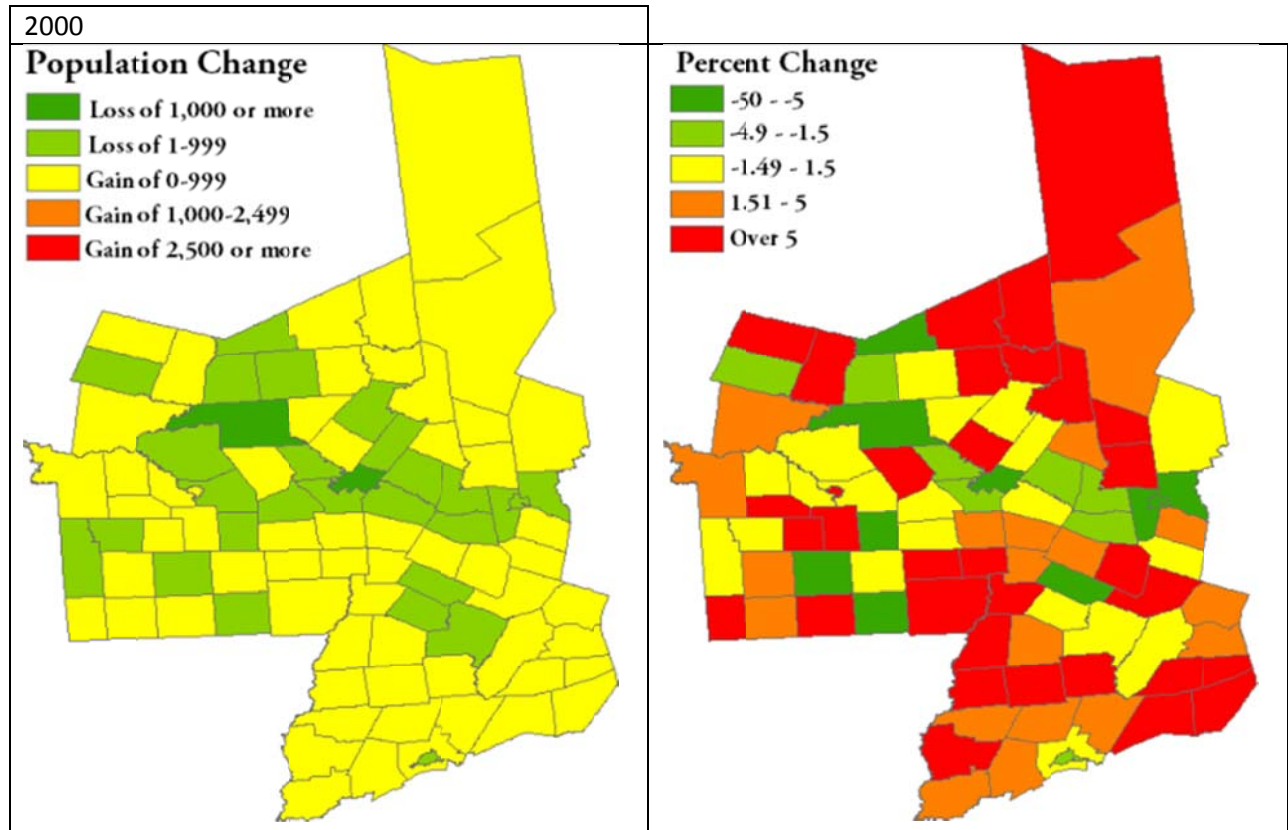 2000
Population Change
Loss of 1,000 or more
Loss of 1-999
Gain of 0-999
Gain of 1,000-2,499
Gain of 2,500 or more
Percent Change
-50 - -5
-4.9 - -1.5
-1.49 - 1.5
1.51 - 5
Over 5